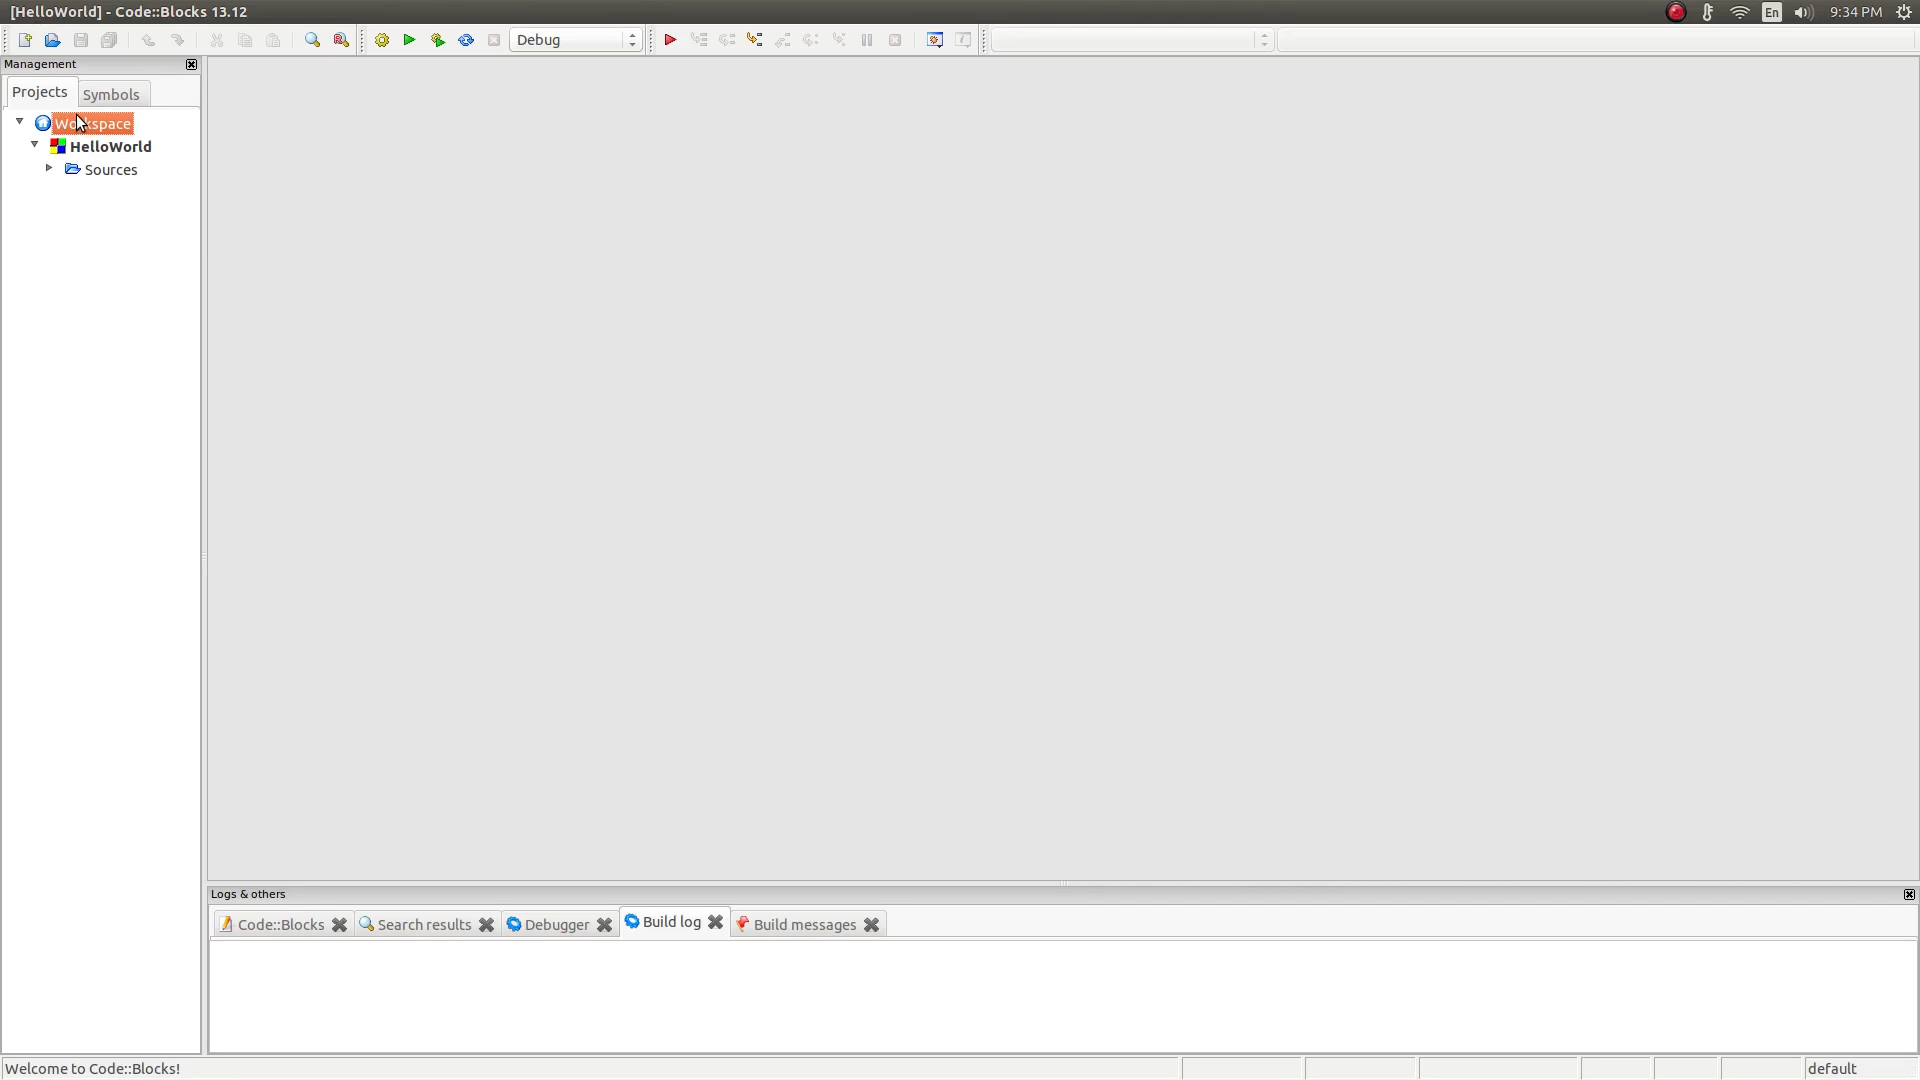 [HelloWorld] - Code::Blocks 13.12
En
9:34 PM
Debug
Management
Projects
Symbols
Workspace
HelloWorld
Sources
Logs & others
Code::Blocks
Search results
Debugger
Build log
Build messages
Welcome to Code::Blocks!
default